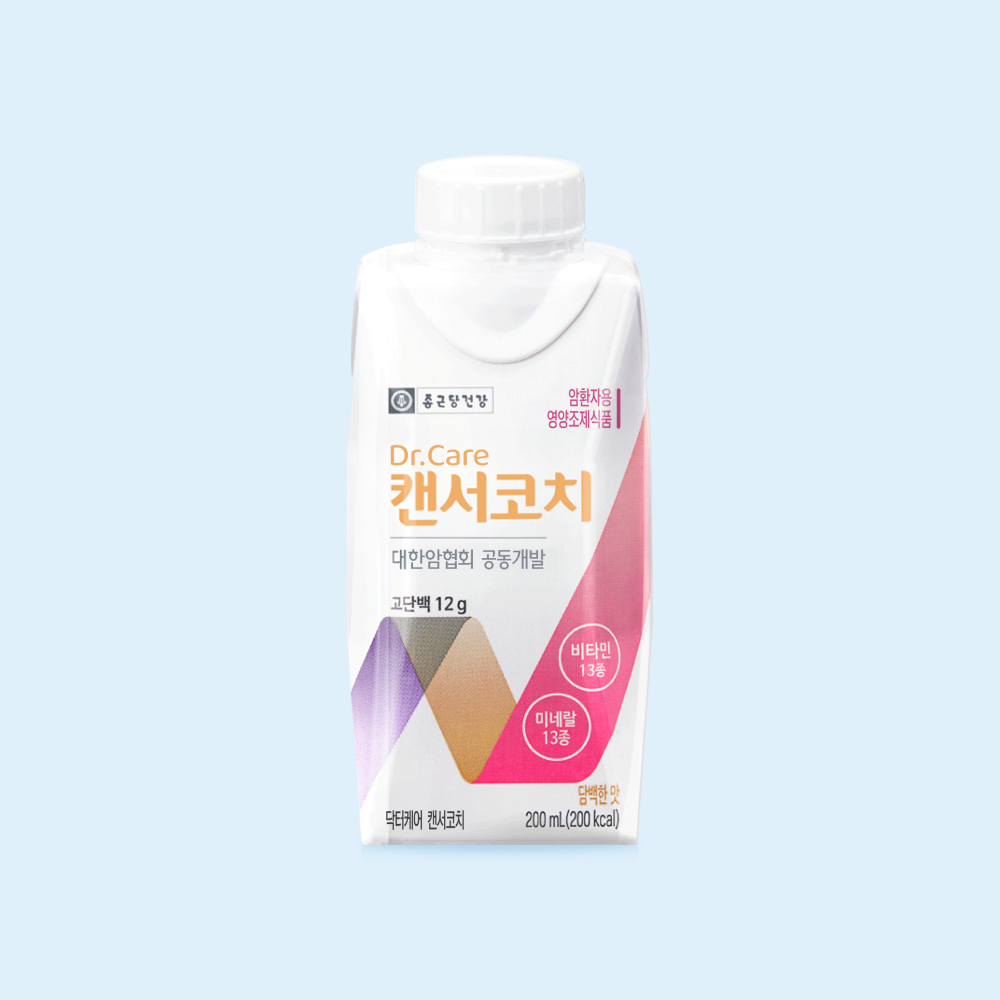 종근당건강
암환자용
영양조제식품
Dr.Care
캔서코치
대한암협회 공동개발
고단백 12 g
비타민
13종
미네랄
13종
담백한 맛
닥터케어 캔서코치
200 mL(200 kcal)